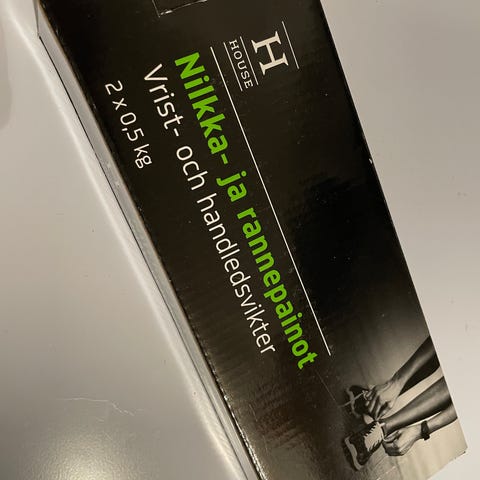 H
HOUSE
Nilkka- ja rannepainot
Vrist- och handledsvikter
2 x 0,5 kg